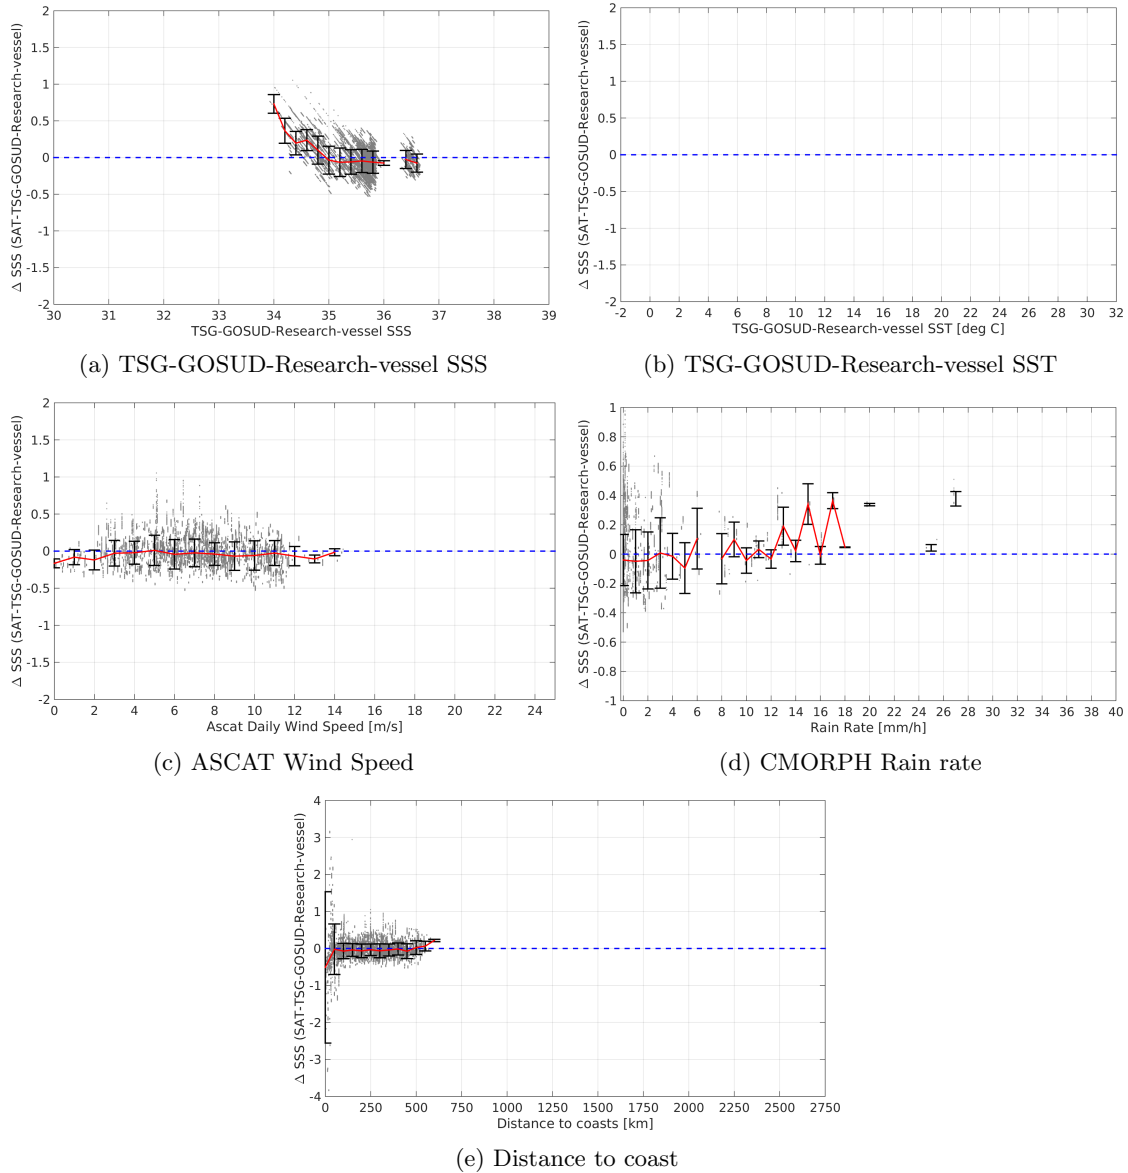 Δ SSS (SAT-TSG-GOSUD-Research-vessel)
2
1.5
1
0.5
0
-0.5
-1
-1.5
-2
30 31 32 33 34 35 36 37 38 39
TSG-GOSUD-Research-vessel SSS
(a) TSG-GOSUD-Research-vessel SSS
Δ SSS (SAT-TSG-GOSUD-Research-vessel)
2
1.5
1
0.5
0
-0.5
-1
-1.5
-2
-2 0 2 4 6 8 10 12 14 16 18 20 22 24 26 28 30 32
TSG-GOSUD-Research-vessel SST [deg C]
(b) TSG-GOSUD-Research-vessel SST
Δ SSS (SAT-TSG-GOSUD-Research-vessel)
2
1.5
1
0.5
0
-0.5
-1
-1.5
-2
0 2 4 6 8 10 12 14 16 18 20 22 24
Ascat Daily Wind Speed [m/s]
(c) ASCAT Wind Speed
Δ SSS (SAT-TSG-GOSUD-Research-vessel)
1
0.8
0.6
0.4
0.2
0
-0.2
-0.4
-0.6
-0.8
-1
0 2 4 6 8 10 12 14 16 18 20 22 24 26 28 30 32 34 36 38 40
Rain Rate [mm/h]
(d) CMORPH Rain rate
Δ SSS (SAT-TSG-GOSUD-Research-vessel)
4
3
2
1
0
-1
-2
-3
-4
0 250 500 750 1000 1250 1500 1750 2000 2250 2500 2750
Distance to coasts [km]
(e) Distance to coast